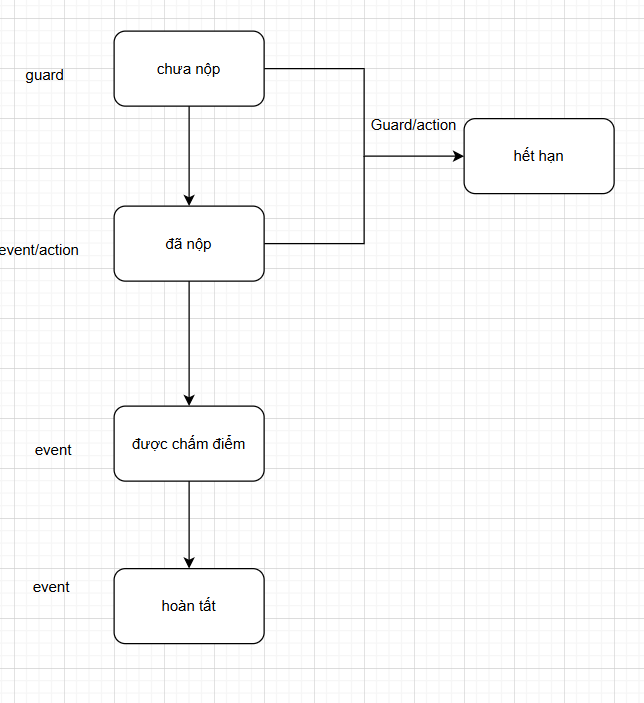 chưa nộp
guard
Guard/action
hết hạn
đã nộp
event/action
được chấm điểm
event
event
hoàn tất